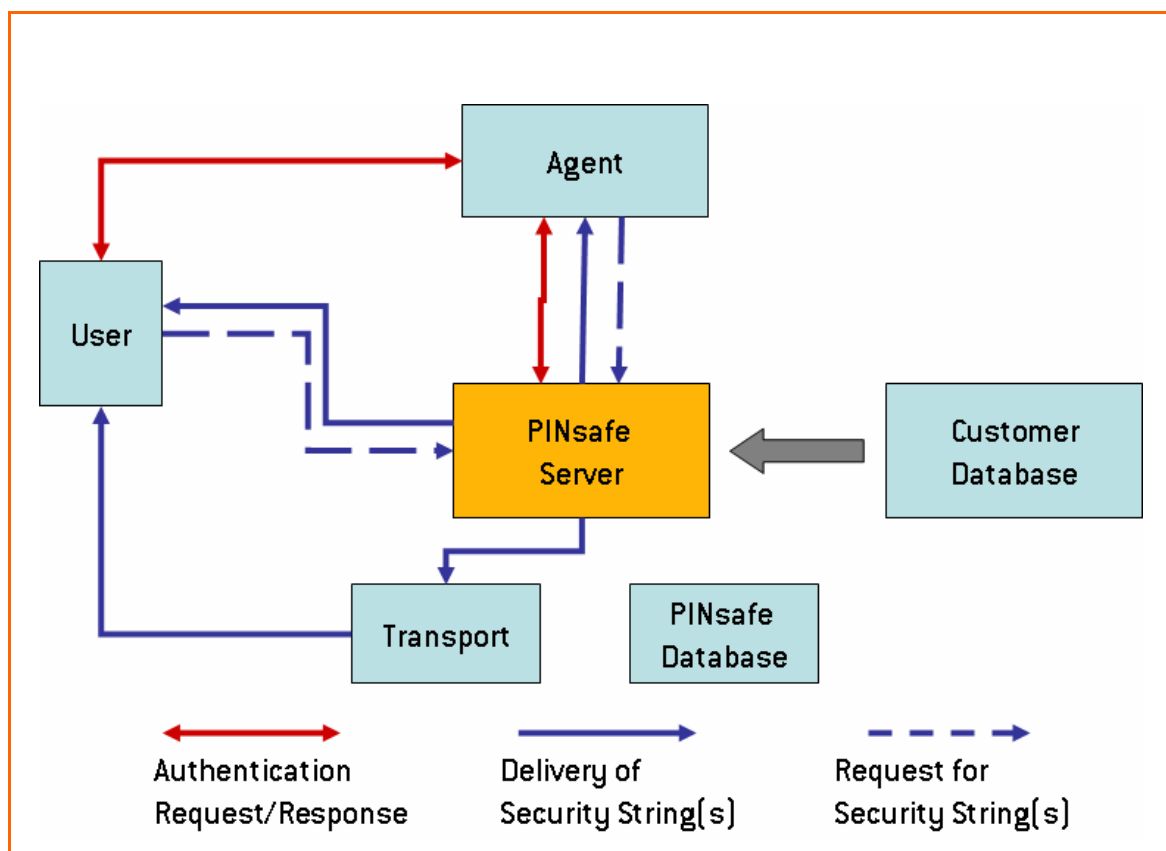 Agent
User
PINsafe
Server
Customer
Database
Transport
PINsafe
Database
Authentication
Request/Response
Delivery of
Security String(s)
Request for
Security String(s)